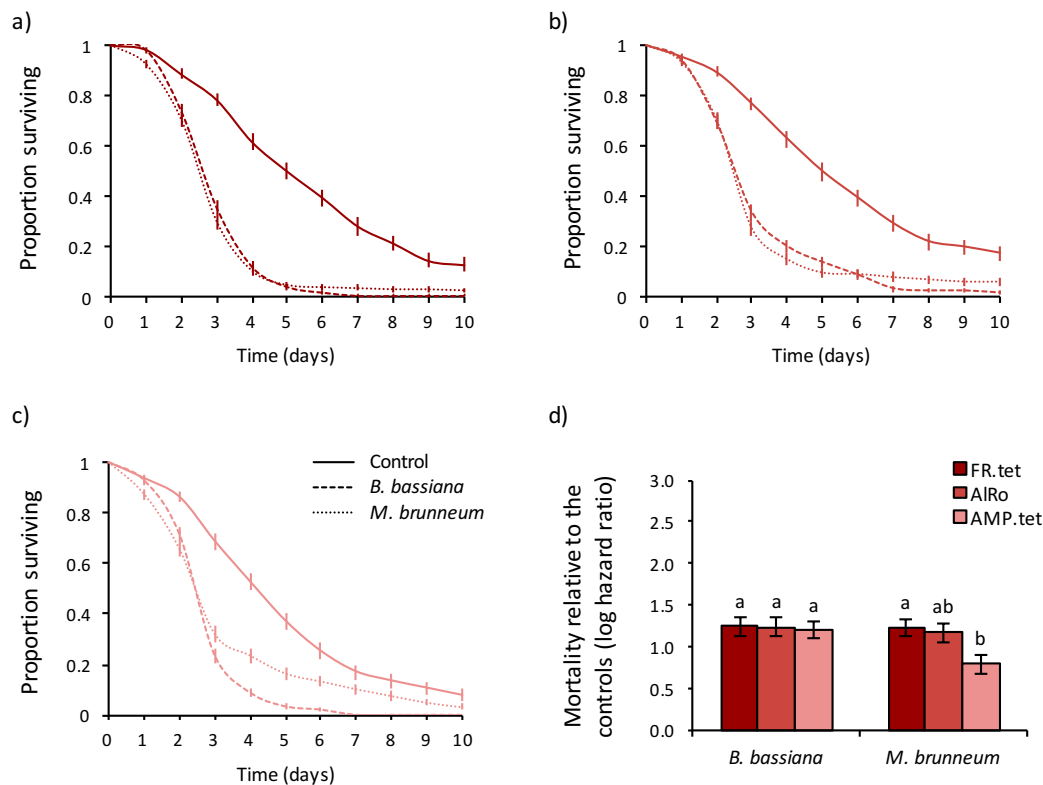 a)
Proportion surviving
1
0.8
0.6
0.4
0.2
0
0 1 2 3 4 5 6 7 8 9 10
Time (days)
b)
Proportion surviving
1
0.8
0.6
0.4
0.2
0
0 1 2 3 4 5 6 7 8 9 10
Time (days)
c)
Proportion surviving
1
0.8
0.6
0.4
0.2
0
0 1 2 3 4 5 6 7 8 9 10
Time (days)
Control
B. bassiana
M. brunneum
d)
Mortality relative to the
controls (log hazard ratio)
3.0
2.5
2.0
1.5
1.0
0.5
0.0
FR.tet
AlRo
AMP.tet
a a a a ab b
B. bassiana M. brunneum